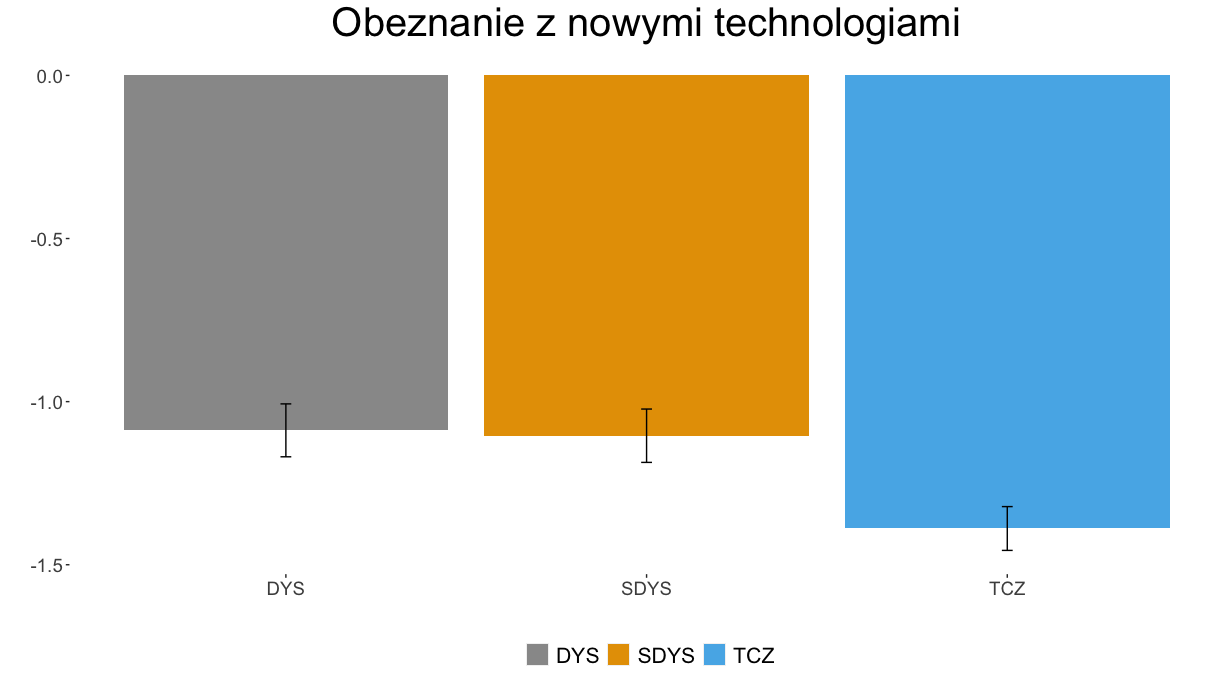 Obeznanie z nowymi technologiami
0.0
-0.5
-1.0
-1.5
DYS SDYS TCZ
DYS SDYS TCZ